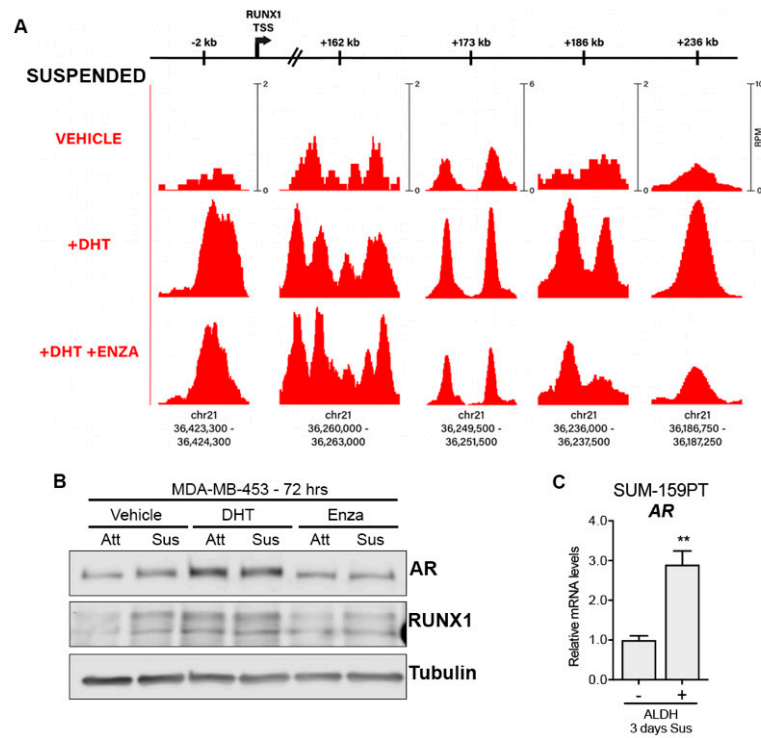 A
RUNX1
TSS
-2 kb
+162 kb
+173 kb
+186 kb
+236 kb
SUSPENDED
2
2
6
2
10
VEHICLE
RPM
0
0
0
0
0
+DHT
+DHT +ENZA
chr21
36,423,300 -
36,424,300
chr21
36,260,000 -
36,263,000
chr21
36,249,500 -
36,251,500
chr21
36,236,000 -
36,237,500
chr21
36,186,750 -
36,187,250
B
MDA-MB-453 - 72 hrs
Vehicle DHT Enza
Att Sus Att Sus Att Sus
AR
RUNX1
Tubulin
C
SUM-159PT
AR
Relative mRNA levels
4.0
3.0
2.0
1.0
0.0
**
- +
ALDH
3 days Sus